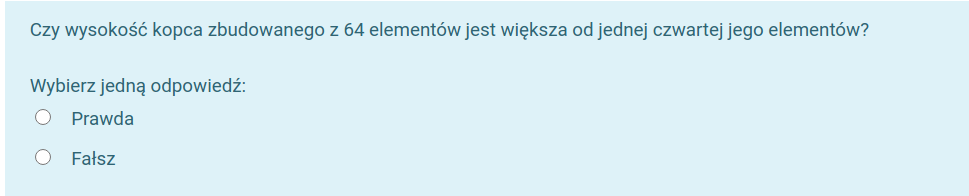 Czy wysokość kopca zbudowanego z 64 elementów jest większa od jednej czwartej jego elementów?
Wybierz jedną odpowiedź:
Prawda
Fałsz